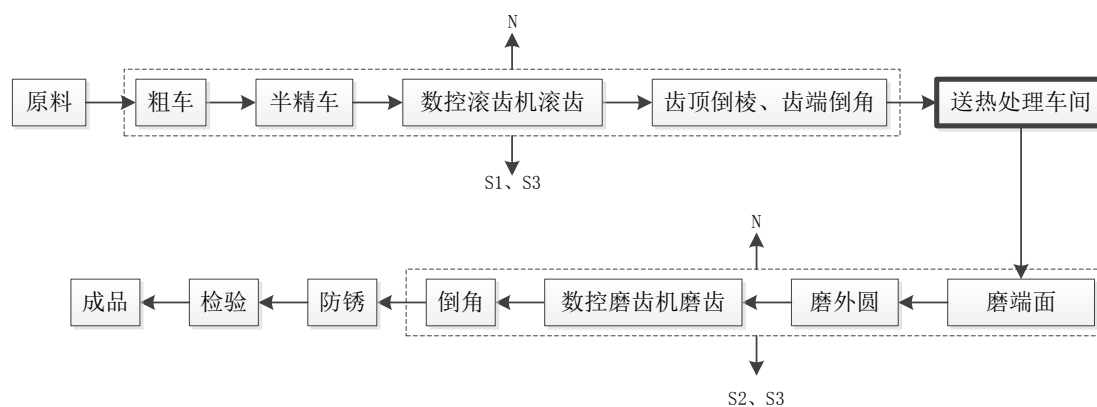 N
原料
粗车
半精车
数控滚齿机滚齿
齿顶倒棱、齿端倒角
送热处理车间
S1、S3
N
成品
检验
防锈
倒角
数控磨齿机磨齿
磨外圆
磨端面
S2、S3